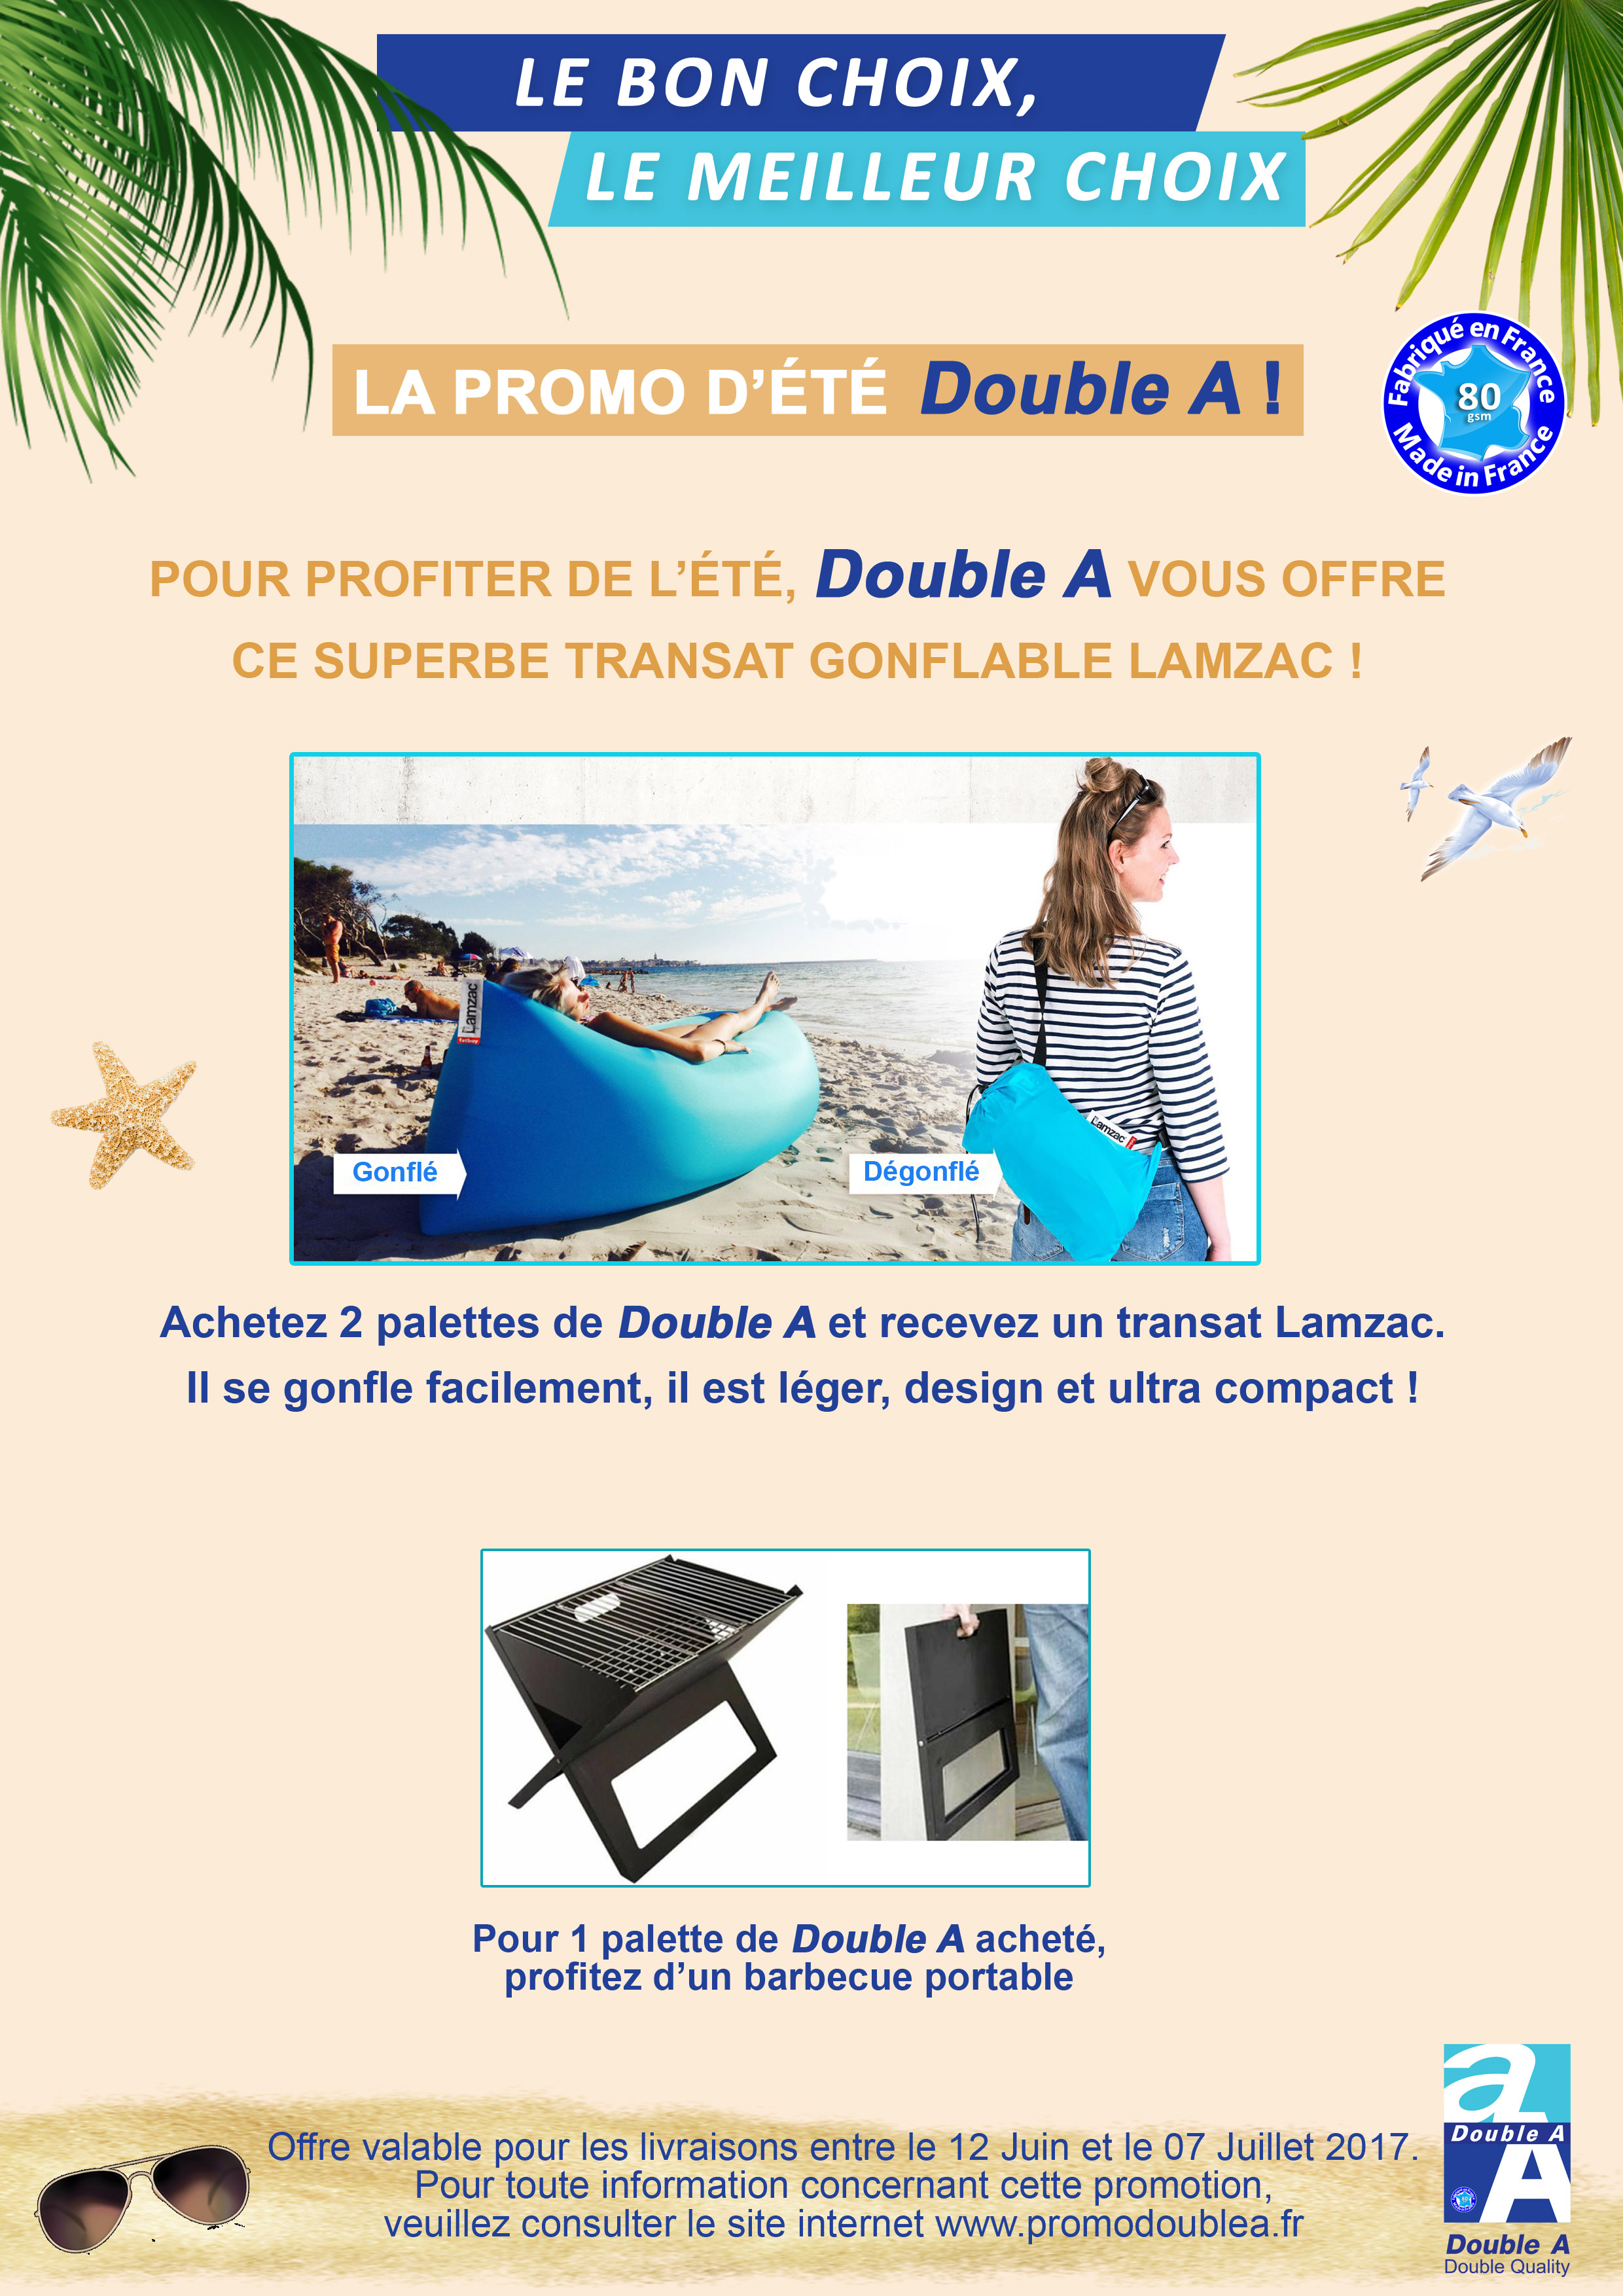 LE BON CHOIX,
LE MEILLEUR CHOIX
LA PROMO D'ÉTÉ Double A !
Fabriqué en France
80
gsm
Made in France
POUR PROFITER DE L'ÉTÉ, Double A VOUS OFFRE
CE SUPERBE TRANSAT GONFLABLE LAMZAC !
Lamzac
fatboy
Lamzac
Gonflé
Dégonflé
Achetez 2 palettes de Double A et recevez un transat Lamzac.
Il se gonfle facilement, il est léger, design et ultra compact !
Pour 1 palette de Double A acheté,
profitez d'un barbecue portable
Offre valable pour les livraisons entre le 12 Juin et le 07 Juillet 2017.
Pour toute information concernant cette promotion,
veuillez consulter le site internet www.promodoublea.fr
a
Double A
A
Double A
Double Quality